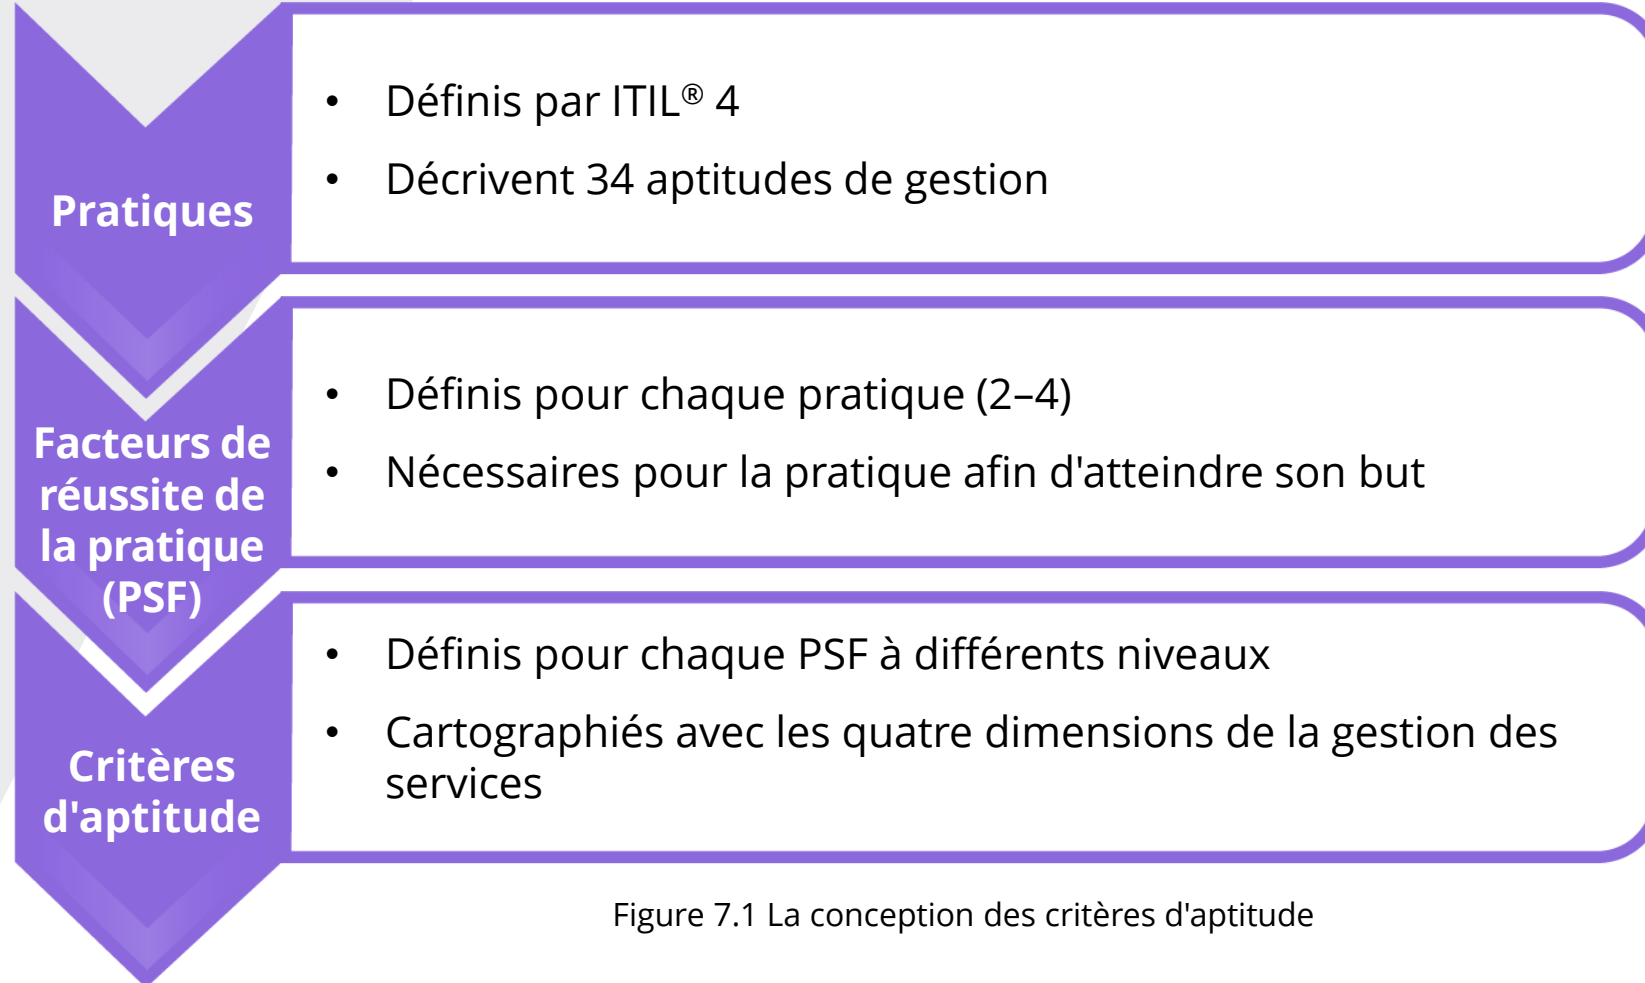 Pratiques
• Définis par ITIL® 4
• Décrivent 34 aptitudes de gestion
Facteurs de
réussite de
la pratique
(PSF)
• Définis pour chaque pratique (2–4)
• Nécessaires pour la pratique afin d'atteindre son but
Critères
d'aptitude
• Définis pour chaque PSF à différents niveaux
• Cartographiés avec les quatre dimensions de la gestion des
services
Figure 7.1 La conception des critères d'aptitude